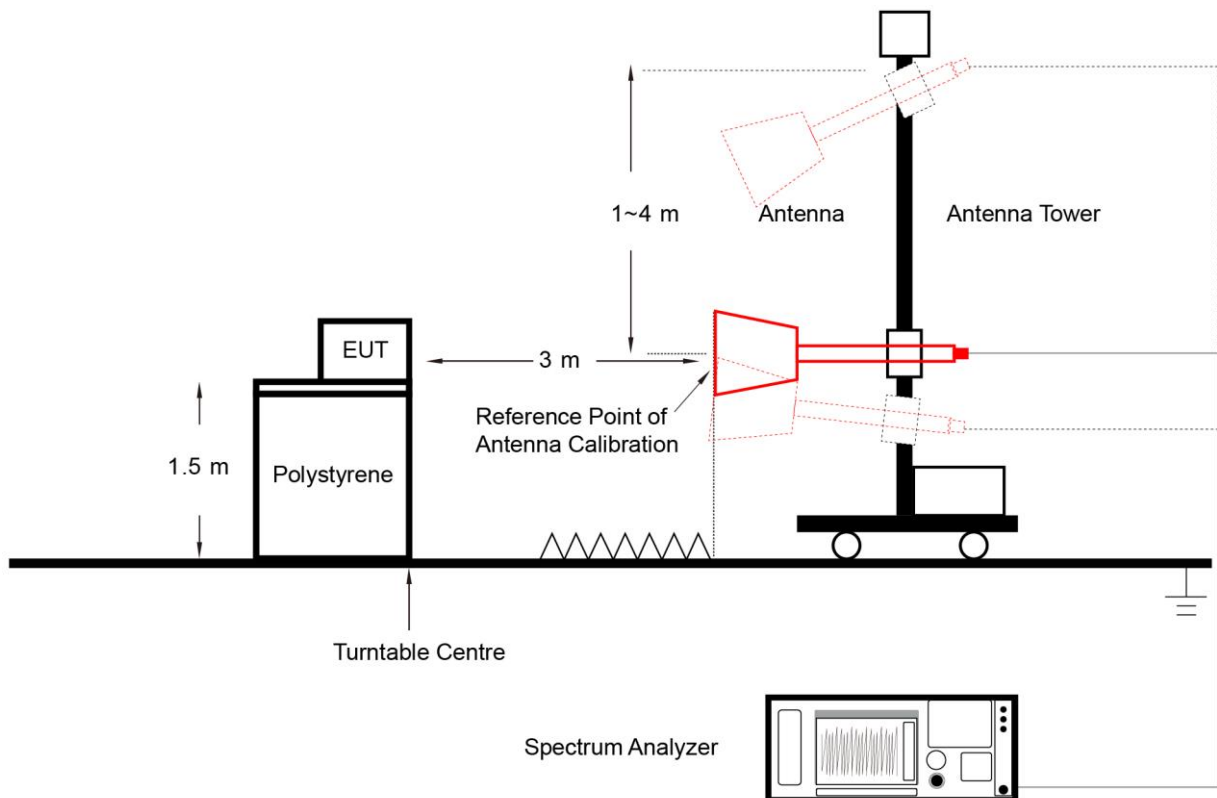 1~4 m
Antenna
Antenna Tower
EUT
3 m
Reference Point of
Antenna Calibration
1.5 m
Polystyrene
Turntable Centre
Spectrum Analyzer